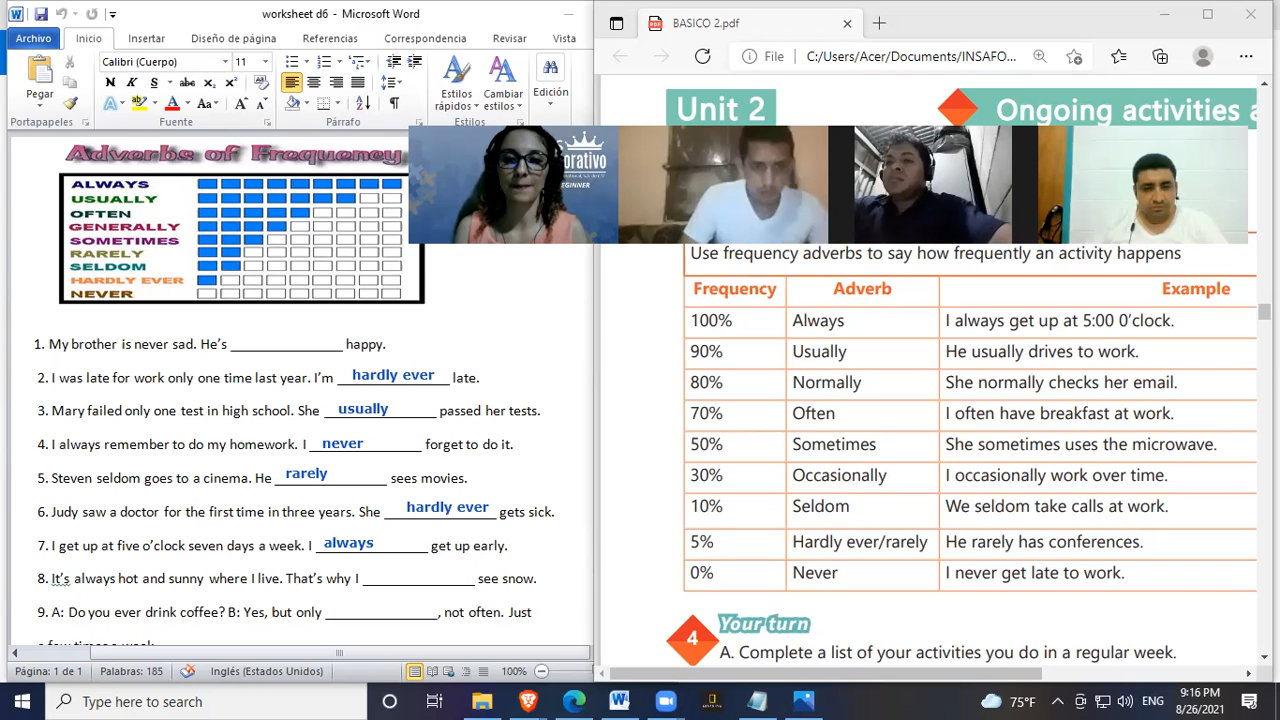 worksheet d6 - Microsoft Word
Archivo
Inicio
Insertar
Diseño de página
Referencias
Correspondencia
Revisar
Vista
Pegar
Calibri (Cuerpo)
11
N K S abc x₂ x²
Aa
A A
Estilos rápidos
Cambiar estilos
Edición
Portapapeles
Fuente
Párrafo
Estilos
Adverbs of Frequency
ALWAYS
USUALLY
OFTEN
GENERALLY
SOMETIMES
RARELY
SELDOM
HARDLY EVER
NEVER
1. My brother is never sad. He's ________________ happy.
2. I was late for work only one time last year. I'm hardly ever late.
3. Mary failed only one test in high school. She usually passed her tests.
4. I always remember to do my homework. I never forget to do it.
5. Steven seldom goes to a cinema. He rarely sees movies.
6. Judy saw a doctor for the first time in three years. She hardly ever gets sick.
7. I get up at five o'clock seven days a week. I always get up early.
8. It's always hot and sunny where I live. That's why I ________________ see snow.
9. A: Do you ever drink coffee? B: Yes, but only ________________, not often. Just
a few times a week.
Página: 1 de 1
Palabras: 185
Inglés (Estados Unidos)
100%
BASICO 2.pdf
File
C:/Users/Acer/Documents/INSAFO...
Unit 2
Ongoing activities a
orativo
EGINNER
Use frequency adverbs to say how frequently an activity happens
Frequency Adverb Example
100% Always I always get up at 5:00 0'clock.
90% Usually He usually drives to work.
80% Normally She normally checks her email.
70% Often I often have breakfast at work.
50% Sometimes She sometimes uses the microwave.
30% Occasionally I occasionally work over time.
10% Seldom We seldom take calls at work.
5% Hardly ever/rarely He rarely has conferences.
0% Never I never get late to work.
4
Your turn
A. Complete a list of your activities you do in a regular week.
Type here to search
75°F
ENG
9:16 PM
8/26/2021